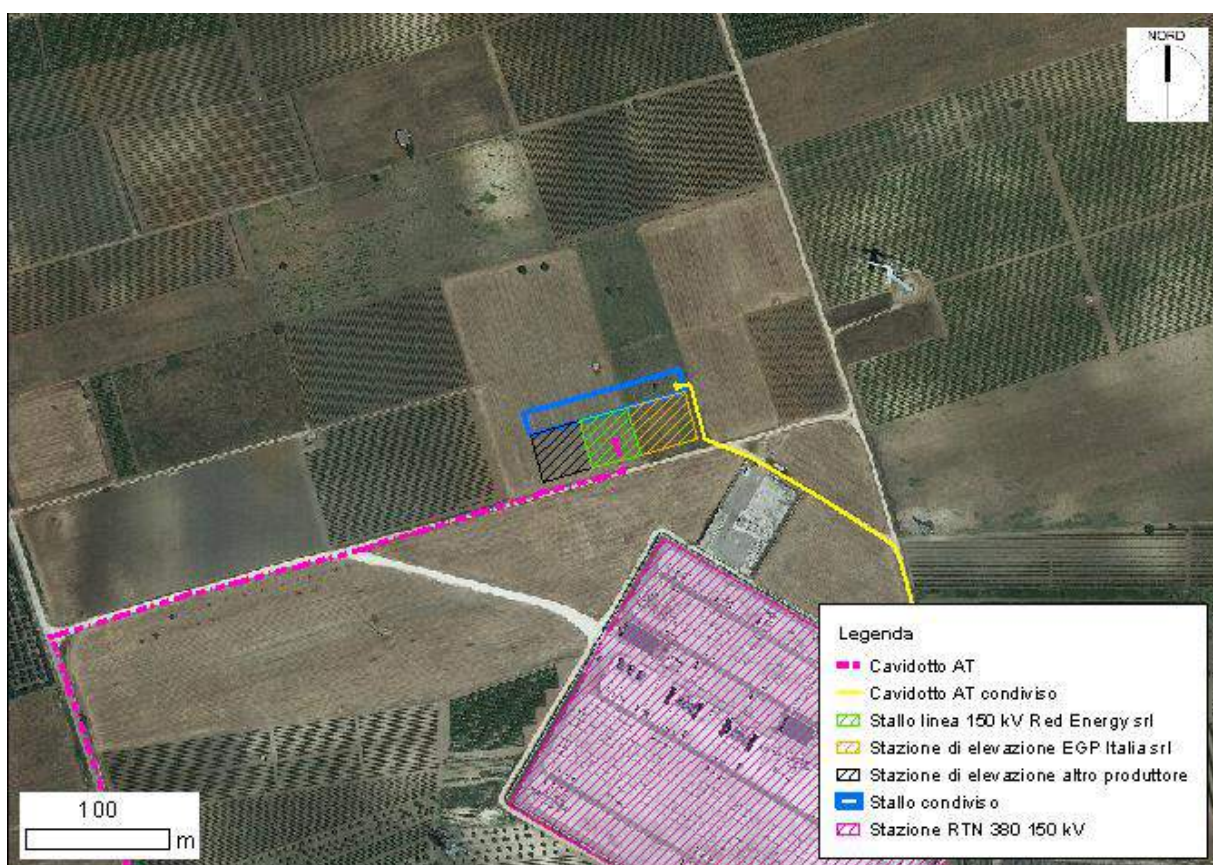 NORD
Legenda
Cavidotto AT
Cavidotto AT condiviso
Stallo linea 150 kV Red Energy srl
Stazione di elevazione EGP Italia srl
Stazione di elevazione altro produttore
Stallo condiviso
Stazione RTN 380 150 kV
100
m